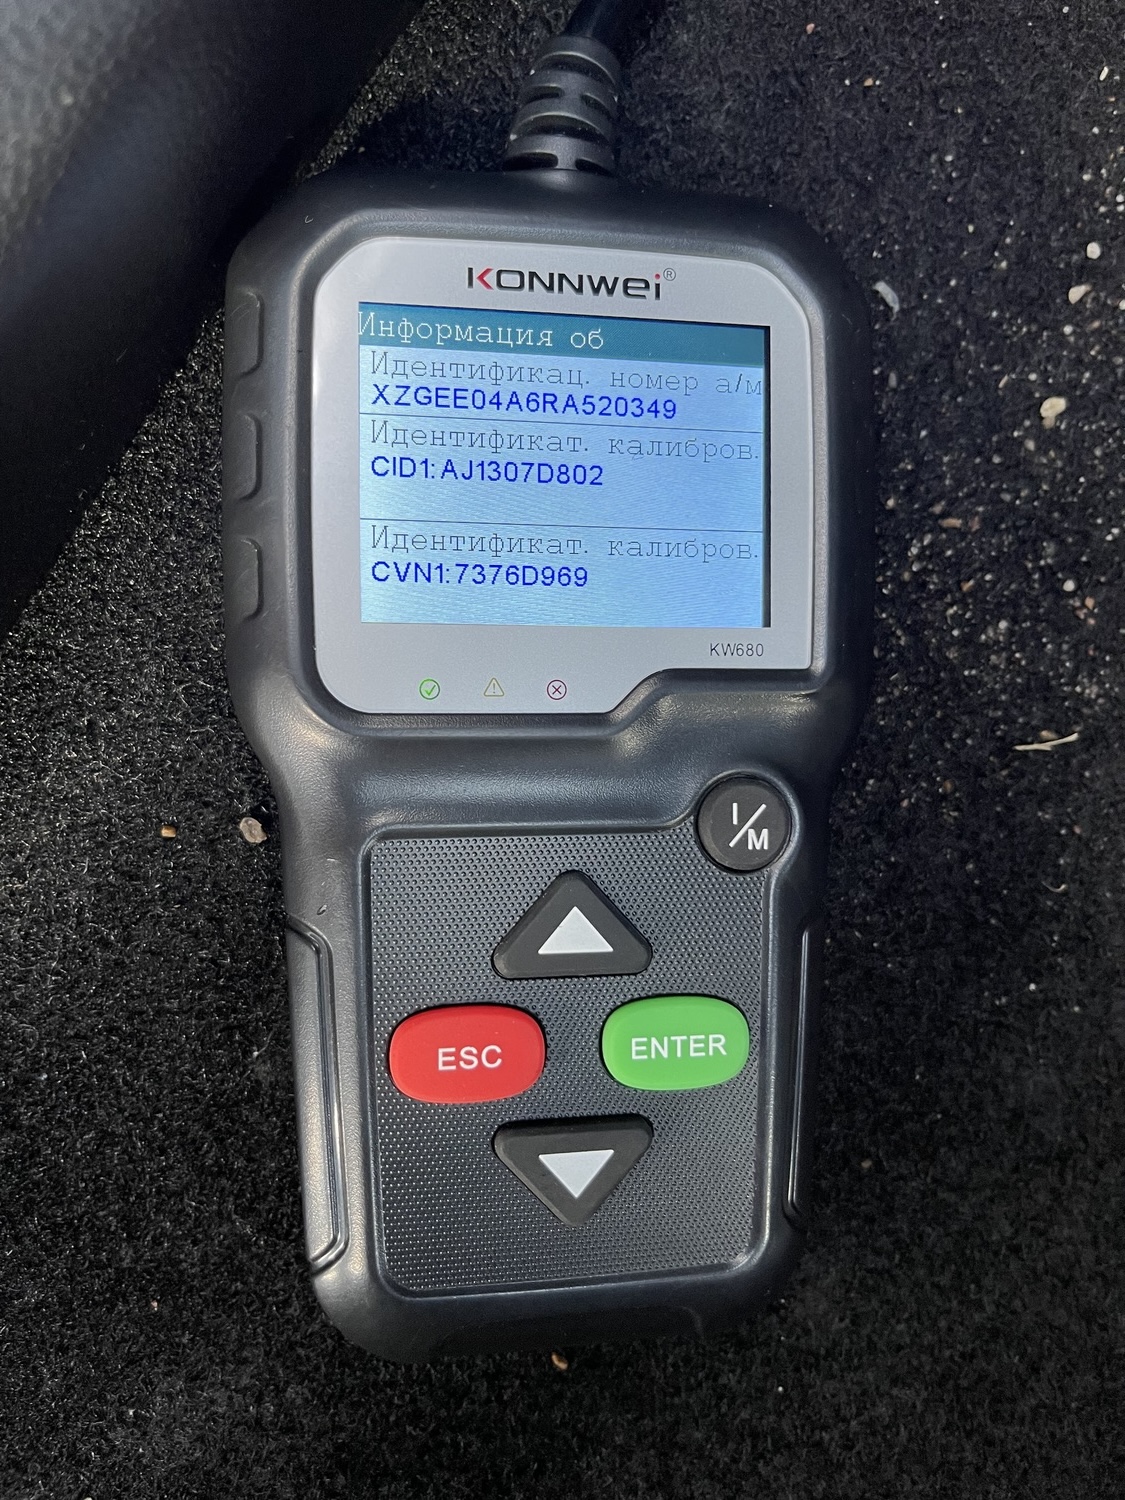 KONNWEI®
Информация об
Идентификац. номер а/м
XZGEE04A6RA520349
Идентификат. калибров.
CID1:AJ1307D802
Идентификат. калибров.
CVN1:7376D969
KW680
I/M
ESC
ENTER